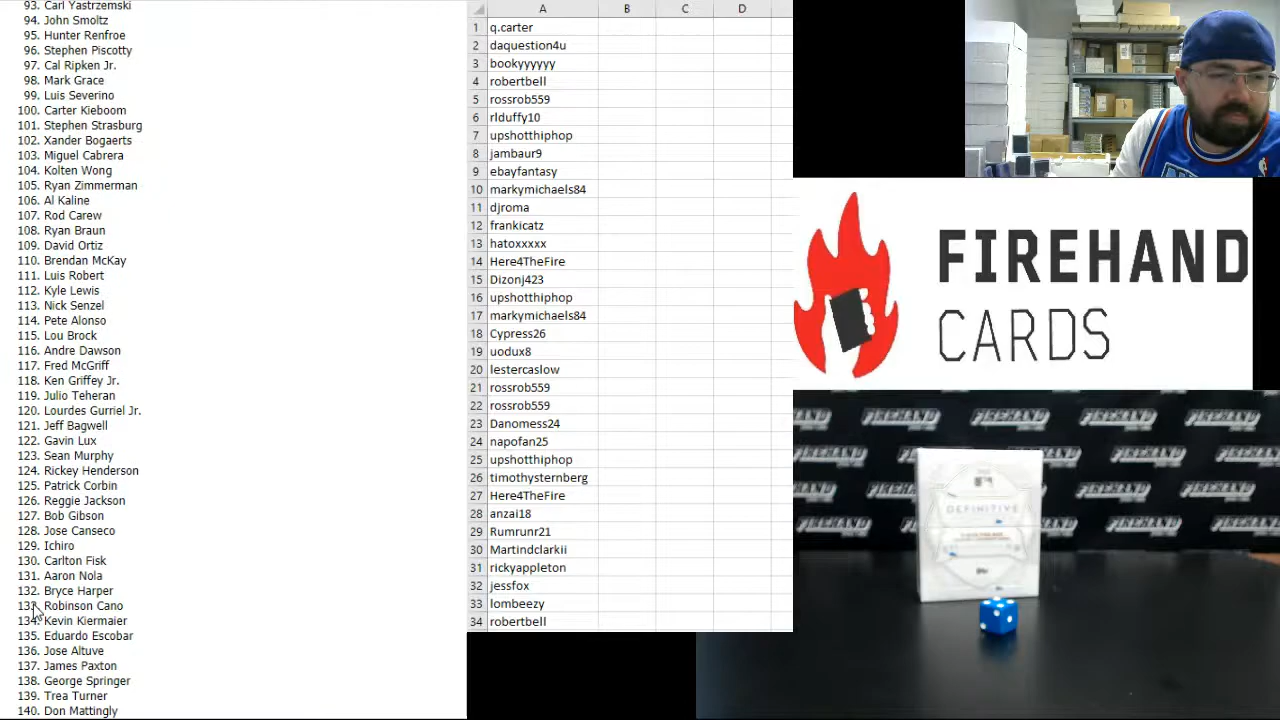 93. Carl Yastrzemski
94. John Smoltz
95. Hunter Renfroe
96. Stephen Piscotty
97. Cal Ripken Jr.
98. Mark Grace
99. Luis Severino
100. Carter Kieboom
101. Stephen Strasburg
102. Xander Bogaerts
103. Miguel Cabrera
104. Kolten Wong
105. Ryan Zimmerman
106. Al Kaline
107. Rod Carew
108. Ryan Braun
109. David Ortiz
110. Brendan McKay
111. Luis Robert
112. Kyle Lewis
113. Nick Senzel
114. Pete Alonso
115. Lou Brock
116. Andre Dawson
117. Fred McGriff
118. Ken Griffey Jr.
119. Julio Teheran
120. Lourdes Gurriel Jr.
121. Jeff Bagwell
122. Gavin Lux
123. Sean Murphy
124. Rickey Henderson
125. Patrick Corbin
126. Reggie Jackson
127. Bob Gibson
128. Jose Canseco
129. Ichiro
130. Carlton Fisk
131. Aaron Nola
132. Bryce Harper
133. Robinson Cano
134. Kevin Kiermaier
135. Eduardo Escobar
136. Jose Altuve
137. James Paxton
138. George Springer
139. Trea Turner
140. Don Mattingly
A B C D
1 q.carter
2 daquestion4u
3 bookyyyyyy
4 robertbell
5 rossrob559
6 rlduffy10
7 upshotthiphop
8 jambaur9
9 ebayfantasy
10 markymichaels84
11 djroma
12 frankicatz
13 hatoxxxxx
14 Here4TheFire
15 Dizonj423
16 upshotthiphop
17 markymichaels84
18 Cypress26
19 uodux8
20 lestercaslow
21 rossrob559
22 rossrob559
23 Danomess24
24 napofan25
25 upshotthiphop
26 timothysternberg
27 Here4TheFire
28 anzai18
29 Rumrunr21
30 Martindclarkii
31 rickyappleton
32 jessfox
33 lombeezy
34 robertbell
FIREHAND
CARDS
FIREHAND
DEFINITIVE